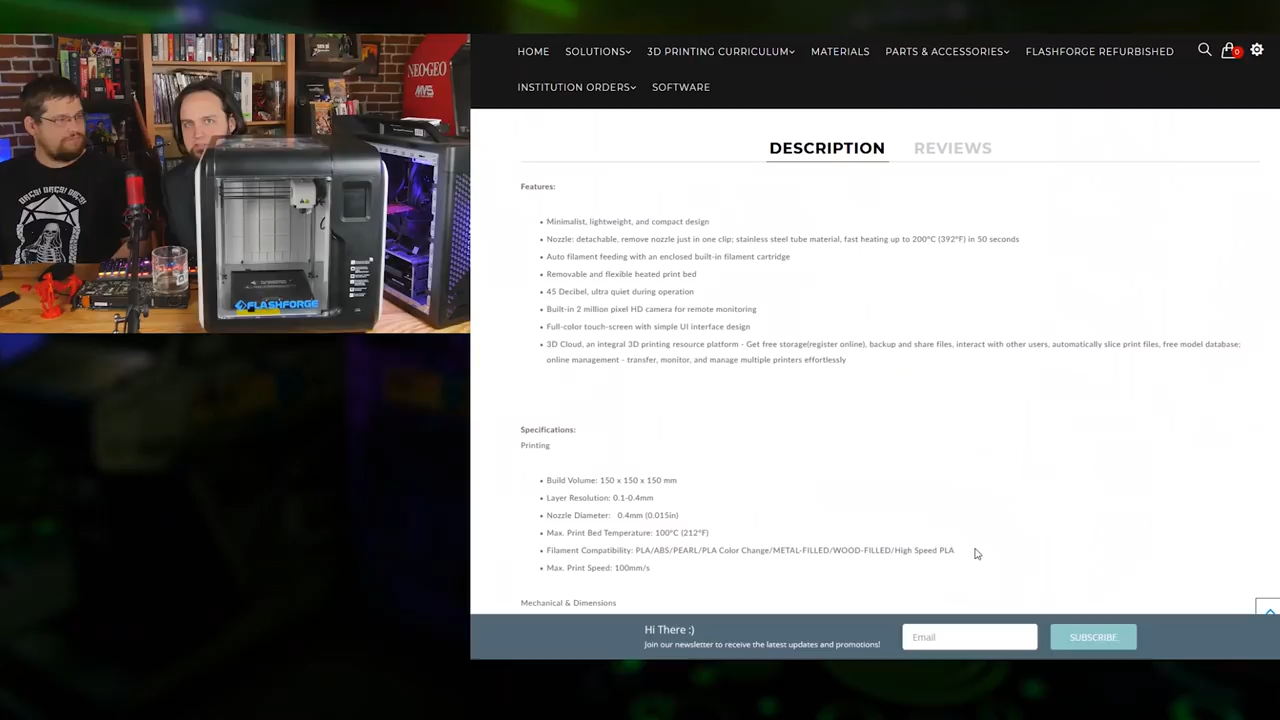 HOME SOLUTIONS 3D PRINTING CURRICULUM MATERIALS PARTS & ACCESSORIES FLASHFORGE REFURBISHED 0
INSTITUTION ORDERS SOFTWARE
NEO·GEO
MVS
FLASHFORGE
DESCRIPTION REVIEWS
Features:
• Minimalist, lightweight, and compact design
• Nozzle: detachable, remove nozzle just in one clip; stainless steel tube material, fast heating up to 200°C (392°F) in 50 seconds
• Auto filament feeding with an enclosed built-in filament cartridge
• Removable and flexible heated print bed
• 45 Decibel, ultra quiet during operation
• Built-in 2 million pixel HD camera for remote monitoring
• Full-color touch-screen with simple UI interface design
• 3D Cloud, an integral 3D printing resource platform - Get free storage(register online), backup and share files, interact with other users, automatically slice print files, free model database;
online management - transfer, monitor, and manage multiple printers effortlessly
Specifications:
Printing
• Build Volume: 150 x 150 x 150 mm
• Layer Resolution: 0.1-0.4mm
• Nozzle Diameter: 0.4mm (0.015in)
• Max. Print Bed Temperature: 100°C (212°F)
• Filament Compatibility: PLA/ABS/PEARL/PLA Color Change/METAL-FILLED/WOOD-FILLED/High Speed PLA
• Max. Print Speed: 100mm/s
Mechanical & Dimensions
Hi There :)
Join our newsletter to receive the latest updates and promotions!
Email
SUBSCRIBE